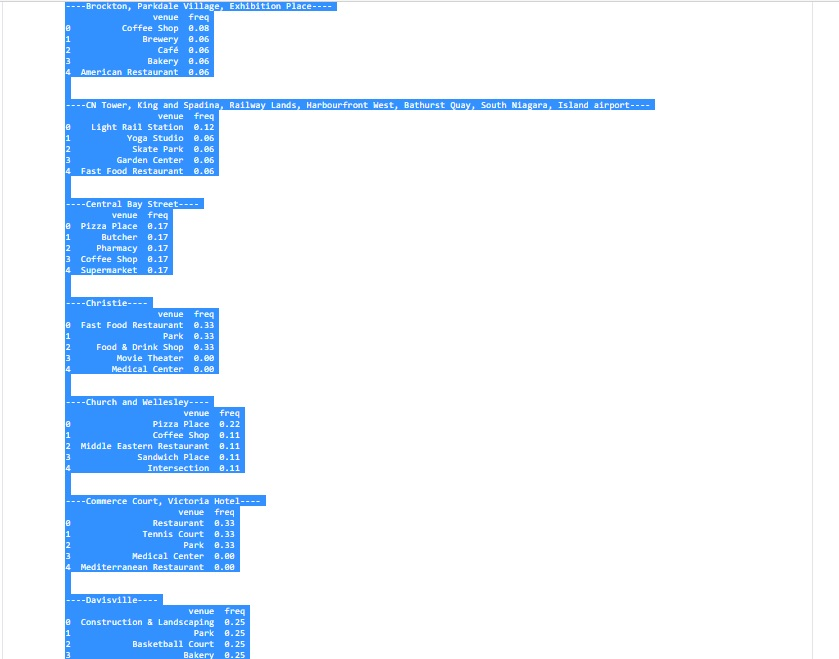 ----Brockton, Parkdale Village, Exhibition Place----
venue freq
0 Coffee Shop 0.08
1 Brewery 0.06
2 Café 0.06
3 Bakery 0.06
4 American Restaurant 0.06
----CN Tower, King and Spadina, Railway Lands, Harbourfront West, Bathurst Quay, South Niagara, Island airport----
venue freq
0 Light Rail Station 0.12
1 Yoga Studio 0.06
2 Skate Park 0.06
3 Garden Center 0.06
4 Fast Food Restaurant 0.06
----Central Bay Street----
venue freq
0 Pizza Place 0.17
1 Butcher 0.17
2 Pharmacy 0.17
3 Coffee Shop 0.17
4 Supermarket 0.17
----Christie----
venue freq
0 Fast Food Restaurant 0.33
1 Park 0.33
2 Food & Drink Shop 0.33
3 Movie Theater 0.00
4 Medical Center 0.00
----Church and Wellesley----
venue freq
0 Pizza Place 0.22
1 Coffee Shop 0.11
2 Middle Eastern Restaurant 0.11
3 Sandwich Place 0.11
4 Intersection 0.11
----Commerce Court, Victoria Hotel----
venue freq
0 Restaurant 0.33
1 Tennis Court 0.33
2 Park 0.33
3 Medical Center 0.00
4 Mediterranean Restaurant 0.00
----Davisville----
venue freq
0 Construction & Landscaping 0.25
1 Park 0.25
2 Basketball Court 0.25
3 Bakery 0.25